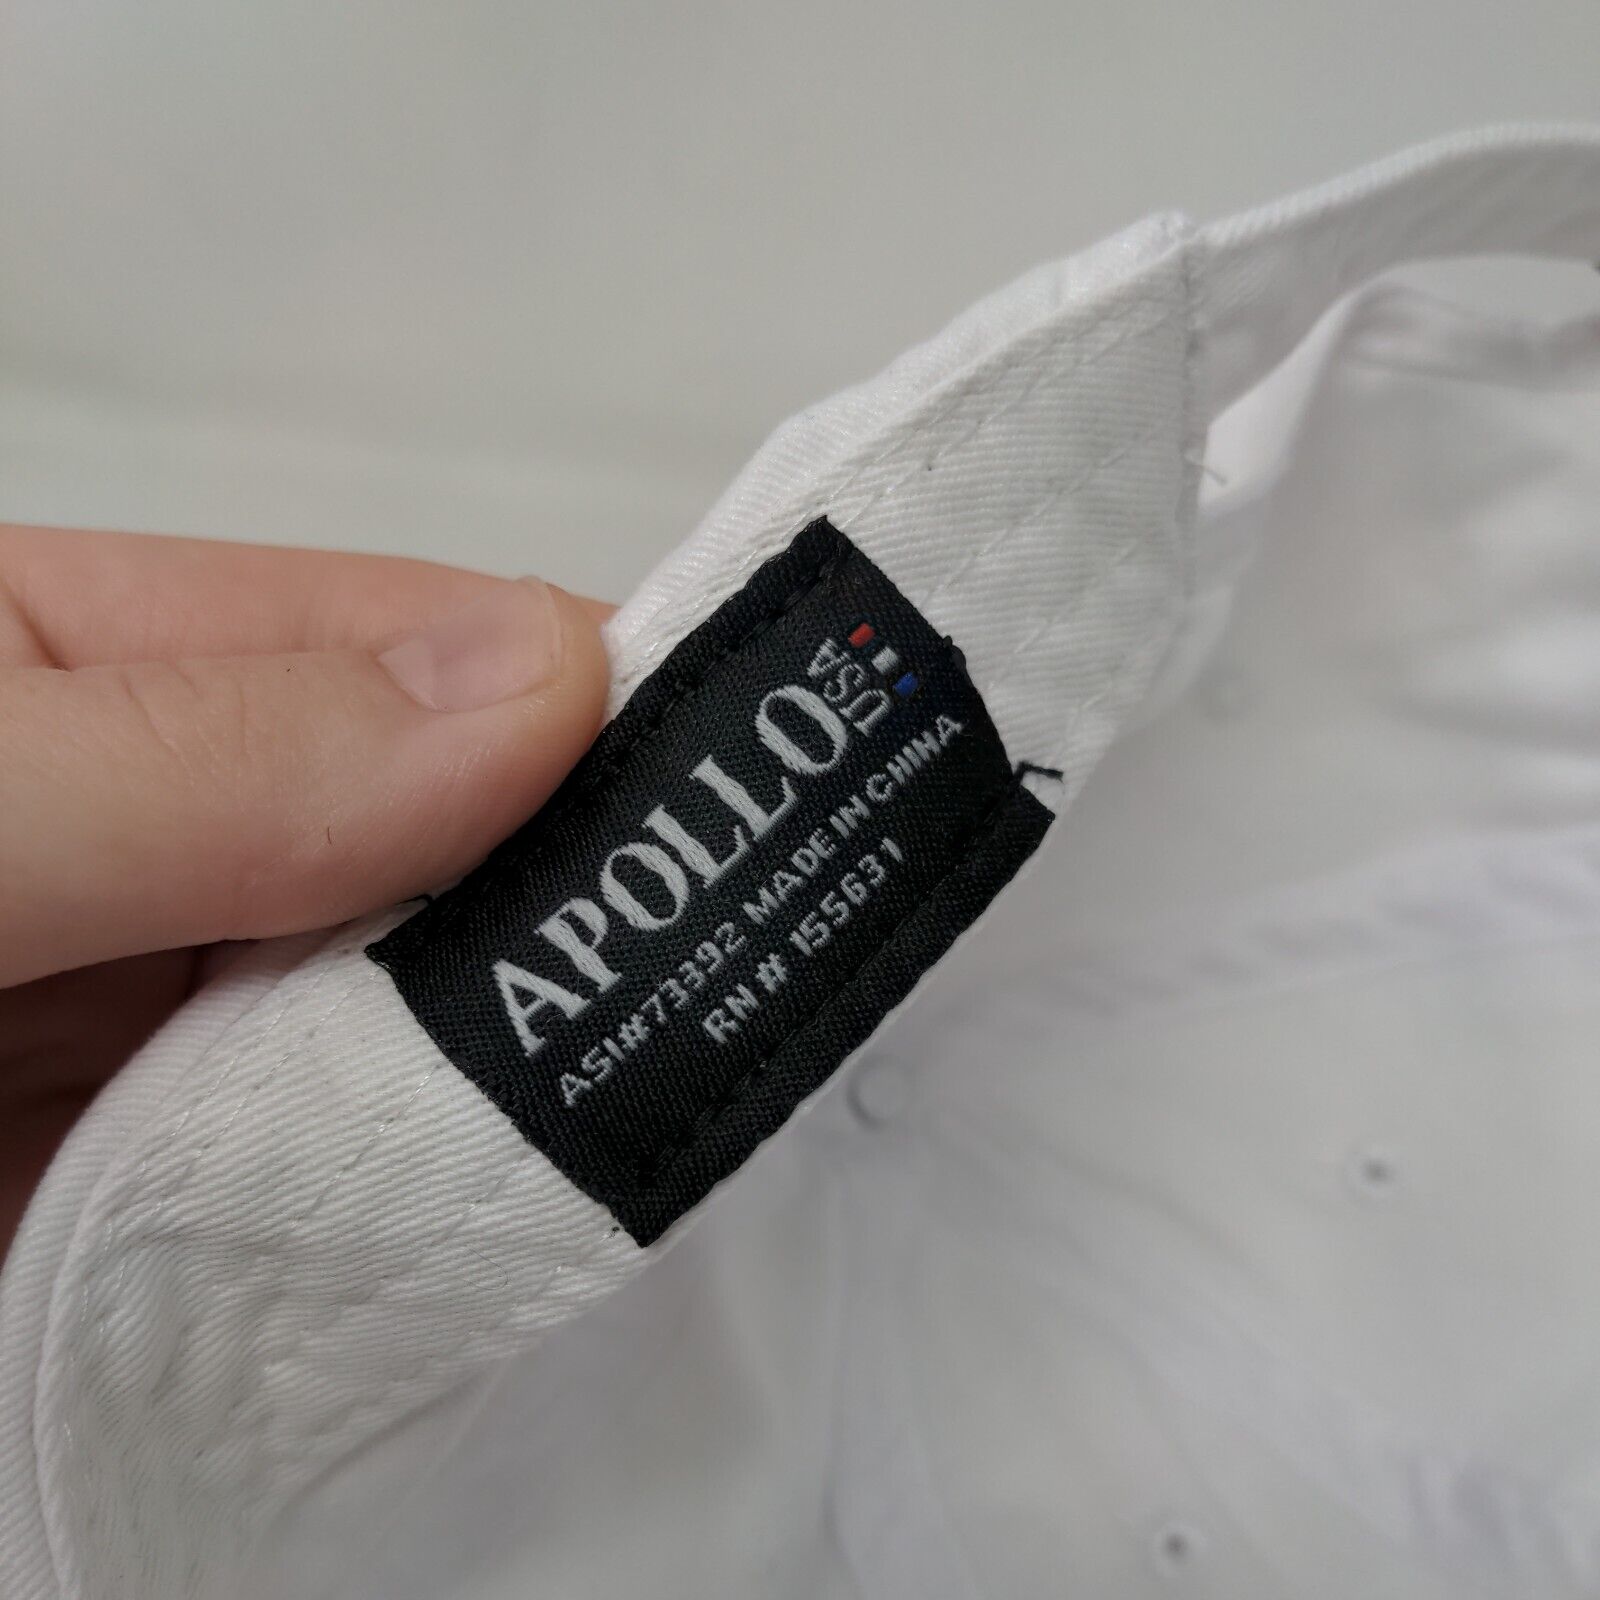 APOLLO USA
ASI#73392 MADE IN CHINA
RN# 155631